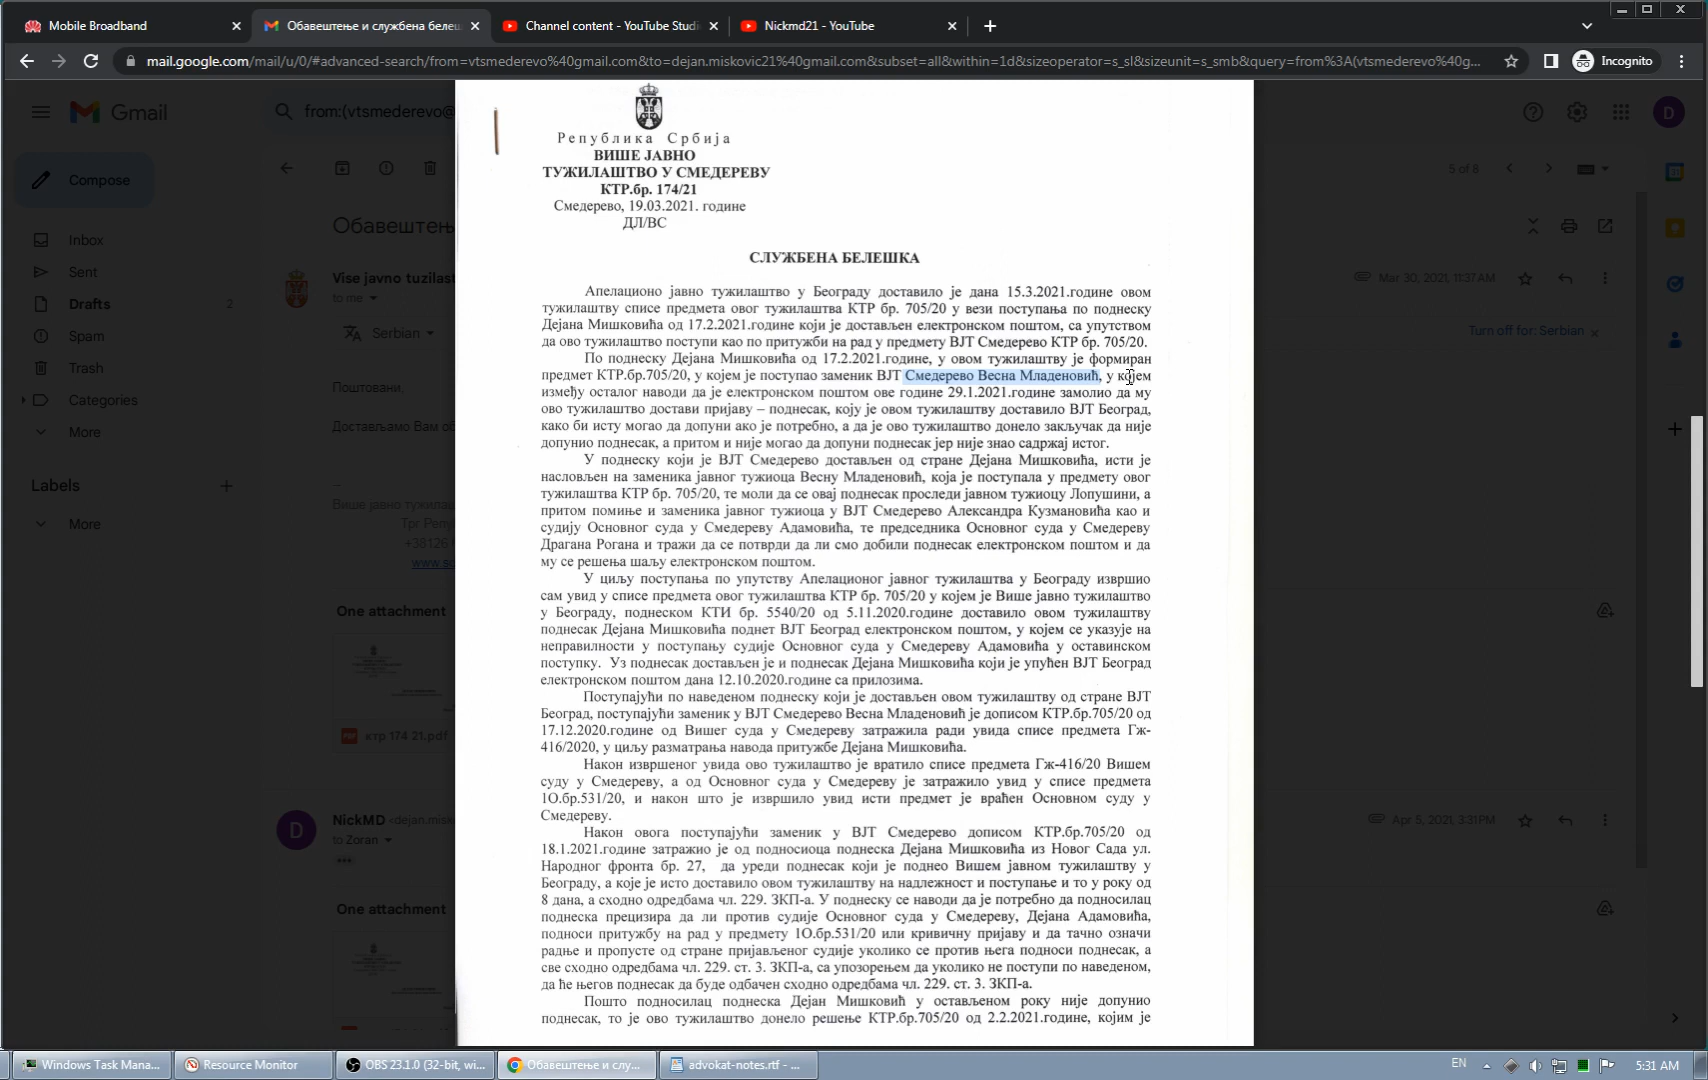 Mobile Broadband
Обавештење и службена белеш
Channel content - YouTube Studi
Nickmd21 - YouTube
mail.google.com/mail/u/0/#advanced-search/from=vtsmederevo%40gmail.com&to=dejan.miskovic21%40gmail.com&subset=all&within=1d&sizeoperator=s_sl&sizeunit=s_smb&query=from%3A(vtsmederevo%40g...
Incognito
Gmail
from:(vtsmederevo@
D
Compose
5 of 8
Inbox
Sent
Drafts 2
Spam
Trash
Categories
More
Labels
More
Обавештењ
Vise javno tuzilast
to me
Mar 30, 2021, 11:37 AM
Serbian
Turn off for: Serbian
Поштовани.
Достављамо Вам об
--
Више јавно тужилаш
Трг Репу
+38126
www.so
One attachment
PDF ктр 174 21.pdf
D
NickMD <dejan.misk
to Zoran
Apr 5, 2021, 3:31 PM
One attachment
Република Србија
ВИШЕ ЈАВНО
ТУЖИЛАШТВО У СМЕДЕРЕВУ
КТР.бр. 174/21
Смедерево, 19.03.2021. године
ДЛ/ВС
СЛУЖБЕНА БЕЛЕШКА
Апелационо јавно тужилаштво у Београду доставило је дана 15.3.2021.године овом
тужилаштву списе предмета овог тужилаштва КТР бр. 705/20 у вези поступања по поднеску
Дејана Мишковића од 17.2.2021.године који је достављен електронском поштом, са упутством
да ово тужилаштво поступи као по притужби на рад у предмету ВЈТ Смедерево КТР бр. 705/20.
По поднеску Дејана Мишковића од 17.2.2021.године, у овом тужилаштву је формиран
предмет КТР.бр.705/20, у којем је поступао заменик ВЈТ Смедерево Весна Младеновић, у којем
између осталог наводи да је електронском поштом ове године 29.1.2021.године замолио да му
ово тужилаштво достави пријаву – поднесак, коју је овом тужилаштву доставило ВЈТ Београд,
како би исту могао да допуни ако је потребно, а да је ово тужилаштво донело закључак да није
допунио поднесак, а притом и није могао да допуни поднесак јер није знао садржај истог.
У поднеску који је ВЈТ Смедерево достављен од стране Дејана Мишковића, исти је
насловљен на заменика јавног тужиоца Весну Младеновић, која је поступала у предмету овог
тужилаштва КТР бр. 705/20, те моли да се овај поднесак проследи јавном тужиоцу Лопушини, а
притом помиње и заменика јавног тужиоца у ВЈТ Смедерево Александра Кузмановића као и
судију Основног суда у Смедереву Адамовића, те председника Основног суда у Смедереву
Драгана Рогана и тражи да се потврди да ли смо добили поднесак електронском поштом и да
му се решења шаљу електронском поштом.
У циљу поступања по упутству Апелационог јавног тужилаштва у Београду извршио
сам увид у списе предмета овог тужилаштва КТР бр. 705/20 у којем је Више јавно тужилаштво
у Београду, поднеском КТИ бр. 5540/20 од 5.11.2020.године доставило овом тужилаштву
поднесак Дејана Мишковића поднет ВЈТ Београд електронском поштом, у којем се указује на
неправилности у поступању судије Основног суда у Смедереву Адамовића у оставинском
поступку. Уз поднесак достављен је и поднесак Дејана Мишковића који је упућен ВЈТ Београд
електронском поштом дана 12.10.2020.године са прилозима.
Поступајући по наведеном поднеску који је достављен овом тужилаштву од стране ВЈТ
Београд, поступајући заменик у ВЈТ Смедерево Весна Младеновић је дописом КТР.бр.705/20 од
17.12.2020.године од Вишег суда у Смедереву затражила ради увида списе предмета Гж-
416/2020, у циљу разматрања навода притужбе Дејана Мишковића.
Након извршеног увида ово тужилаштво је вратило списе предмета Гж-416/20 Вишем
суду у Смедереву, а од Основног суда у Смедереву је затражило увид у списе предмета
1О.бр.531/20, и након што је извршило увид исти предмет је враћен Основном суду у
Смедереву.
Након овога поступајући заменик у ВЈТ Смедерево дописом КТР.бр.705/20 од
18.1.2021.године затражио је од подносиоца поднеска Дејана Мишковића из Новог Сада ул.
Народног фронта бр. 27, да уреди поднесак који је поднео Вишем јавном тужилаштву у
Београду, а које је исто доставило овом тужилаштву на надлежност и поступање и то у року од
8 дана, а сходно одредбама чл. 229. ЗКП-а. У поднеску се наводи да је потребно да подносилац
поднеска прецизира да ли против судије Основног суда у Смедереву, Дејана Адамовића,
подноси притужбу на рад у предмету 1О.бр.531/20 или кривичну пријаву и да тачно означи
радње и пропусте од стране пријављеног судије уколико се против њега подноси поднесак, а
све сходно одредбама чл. 229. ст. 3. ЗКП-а, са упозорењем да уколико не поступи по наведеном,
да ће његов поднесак да буде одбачен сходно одредбама чл. 229. ст. 3. ЗКП-а.
Пошто подносилац поднеска Дејан Мишковић у остављеном року није допунио
поднесак, то је ово тужилаштво донело решење КТР.бр.705/20 од 2.2.2021.године, којим је
Windows Task Mana...
Resource Monitor
OBS 23.1.0 (32-bit, wi...
Обавештење и слу...
advokat-notes.rtf - ...
EN
5:31 AM